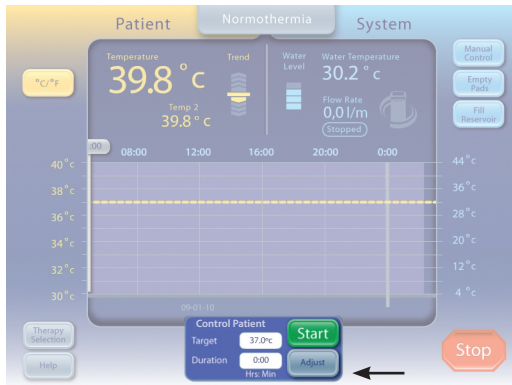 Patient
Normothermia
System
Temperature
39.8 °c
Trend
Temp 2
39.8 ° c
Water
Level
Water Temperature
30.2 ° c
Flow Rate
0,0 l/m
Stopped
°C/°F
Manual
Control
Empty
Pads
Fill
Reservoir
:00
08:00
12:00
16:00
20:00
0:00
40°c
38°c
36°c
34°c
32°c
30°c
44°c
36°c
28°c
20°c
12°c
4 °c
09-01-10
Therapy
Selection
Help
Control Patient
Target
37.0°c
Start
Duration
0:00
Hrs: Min
Adjust
Stop